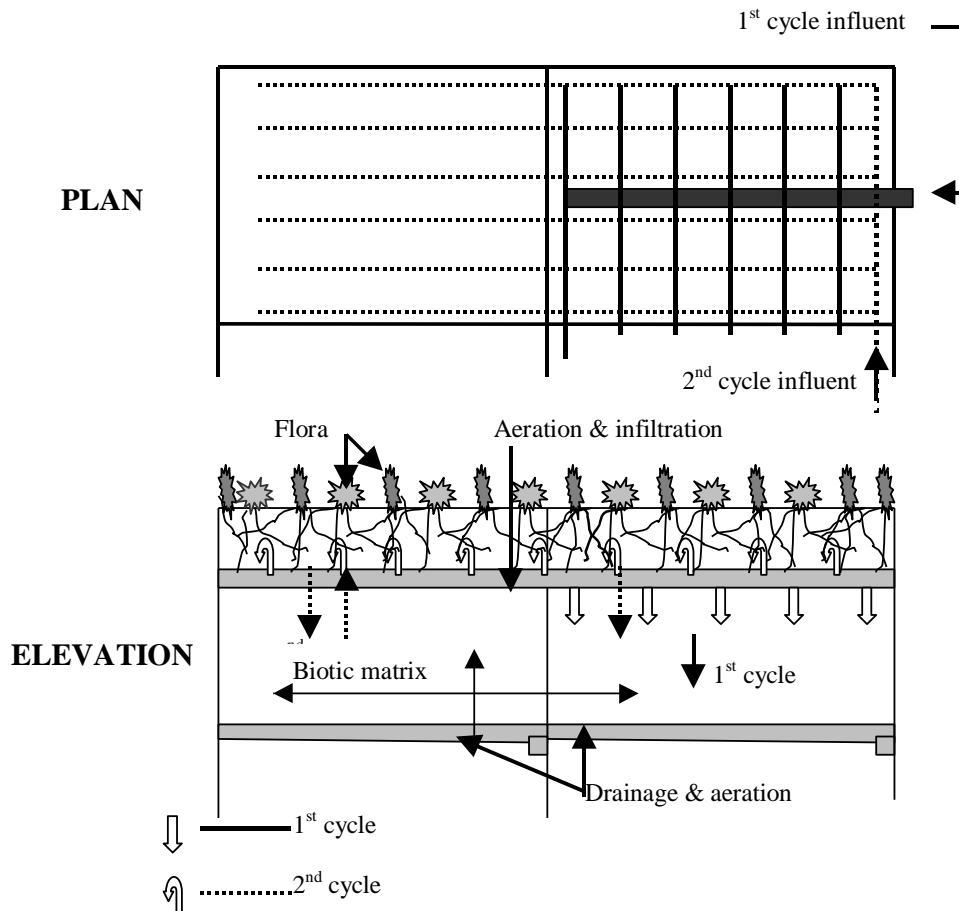 1st cycle influent
PLAN
2nd cycle influent
Flora
Aeration & infiltration
nd
ELEVATION
Biotic matrix
1st cycle
Drainage & aeration
1st cycle
2nd cycle